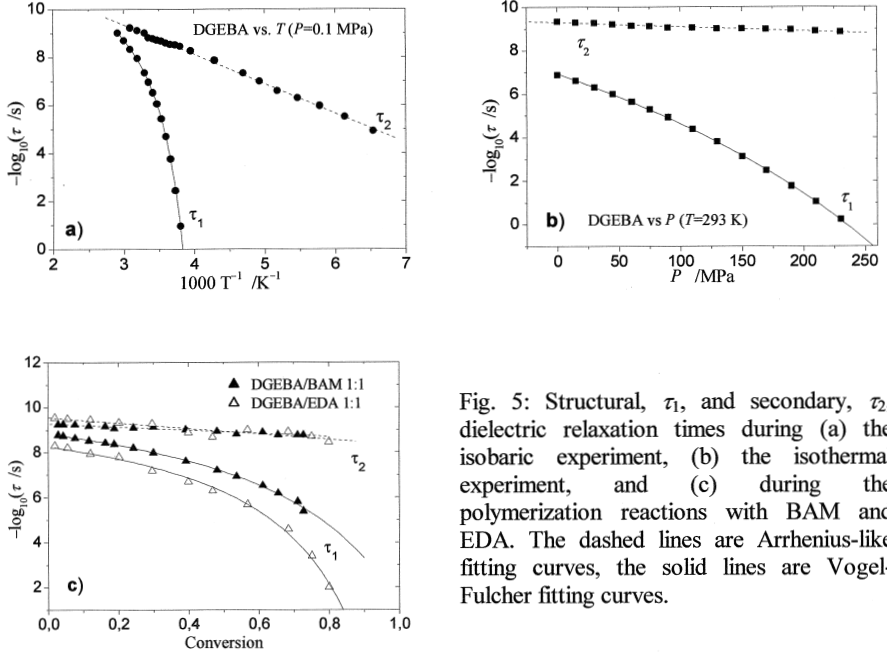 10
8
6
4
2
0
−log₁₀(τ /s)
DGEBA vs. T (P=0.1 MPa)
τ₂
τ₁
a)
2 3 4 5 6 7
1000 T⁻¹ /K⁻¹
10
8
6
4
2
0
−log₁₀(τ /s)
τ₂
τ₁
b)
DGEBA vs P (T=293 K)
0 50 100 150 200 250
P /MPa
12
10
8
6
4
2
−log₁₀(τ /s)
DGEBA/BAM 1:1
DGEBA/EDA 1:1
τ₂
τ₁
c)
0,0 0,2 0,4 0,6 0,8 1,0
Conversion
Fig. 5: Structural, τ₁, and secondary, τ₂
dielectric relaxation times during (a) the
isobaric experiment, (b) the isotherma
experiment, and (c) during the
polymerization reactions with BAM and
EDA. The dashed lines are Arrhenius-like
fitting curves, the solid lines are Vogel-
Fulcher fitting curves.